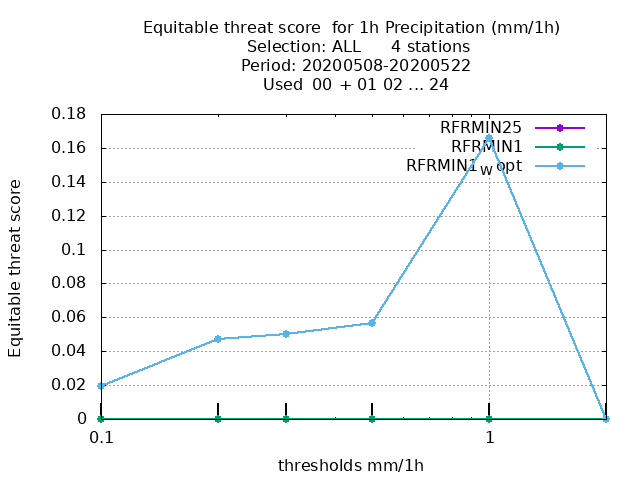 Equitable threat score  for 1h Precipitation (mm/1h)
Selection: ALL      4 stations
Period: 20200508-20200522
Used  00  + 01 02 ... 24
0.18
0.16
0.14
0.12
0.1
0.08
0.06
0.04
0.02
0
Equitable threat score
RFRMIN25
RFRMIN1
RFRMIN1W opt
0.1
1
thresholds mm/1h